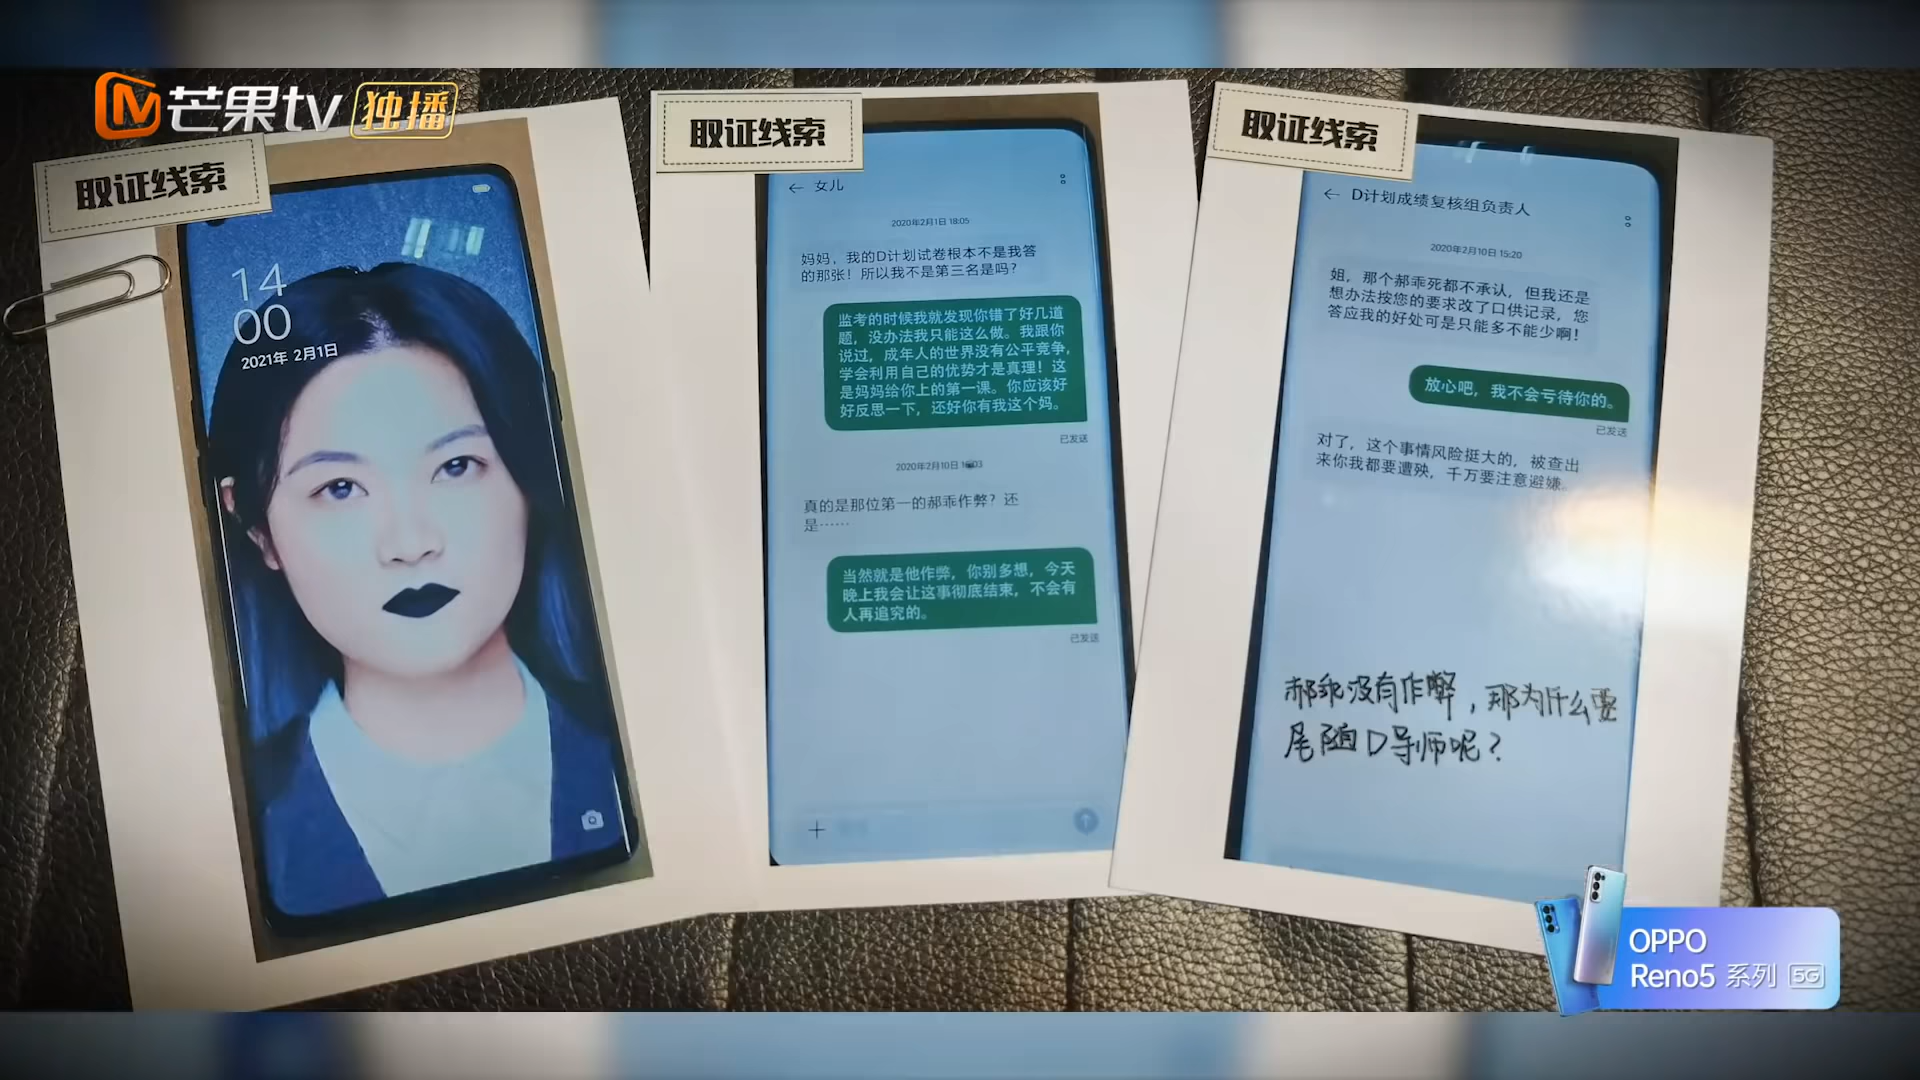 芒果tv 独播
取证线索
14
00
2021年 2月1日
取证线索
女儿
2020年2月1日 18:05
妈妈，我的D计划试卷根本不是我答
的那张！所以我不是第三名是吗？
监考的时候我就发现你错了好几道
题，没办法我只能这么做。我跟你
说过，成年人的世界没有公平竞争，
学会利用自己的优势才是真理！这
是妈妈给你上的第一课。你应该好
好反思一下，还好你有我这个妈。
已发送
2020年2月10日
真的是那位第一的郝乖作弊？还
是……
当然就是他作弊，你别多想，今天
晚上我会让这事彻底结束，不会有
人再追究的。
已发送
取证线索
D计划成绩复核组负责人
2020年2月10日 15:20
姐，那个郝乖死都不承认，但我还是
想办法按您的要求改了口供记录，您
答应我的好处可是只能多不能少啊！
放心吧，我不会亏待你的。
已发送
对了，这个事情风险挺大的，被查出
来你我都要遭殃，千万要注意避嫌。
郝乖没有作弊，那为什么要
尾随D导师呢？
OPPO
Reno5 系列 5G